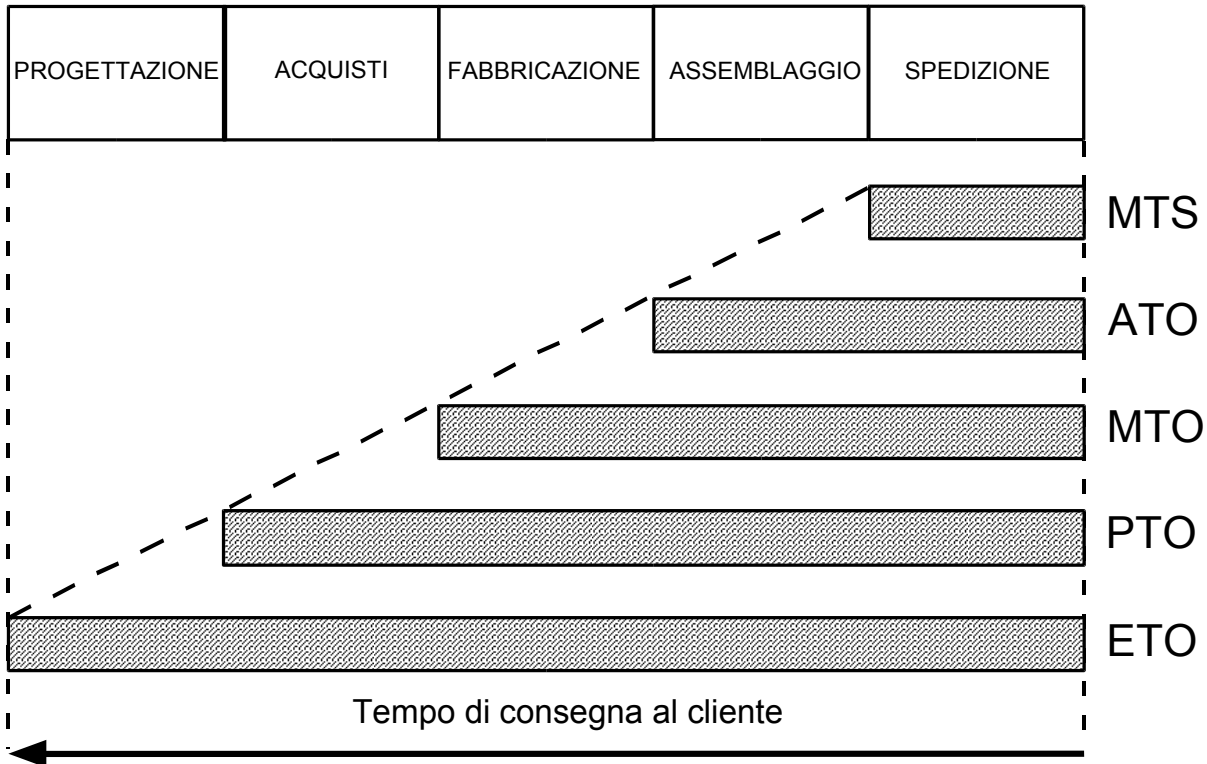 PROGETTAZIONE
ACQUISTI
FABBRICAZIONE
ASSEMBLAGGIO
SPEDIZIONE
MTS
ATO
MTO
PTO
ETO
Tempo di consegna al cliente